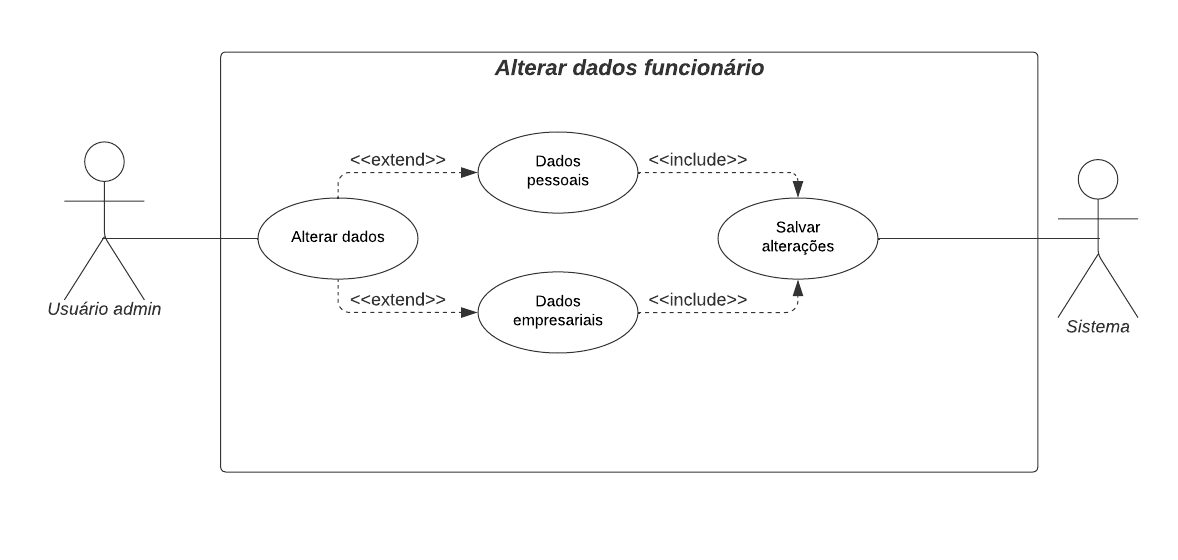 Alterar dados funcionário
<<extend>>
Dados
pessoais
<<include>>
Alterar dados
Salvar
alterações
<<extend>>
Dados
empresariais
<<include>>
Usuário admin
Sistema